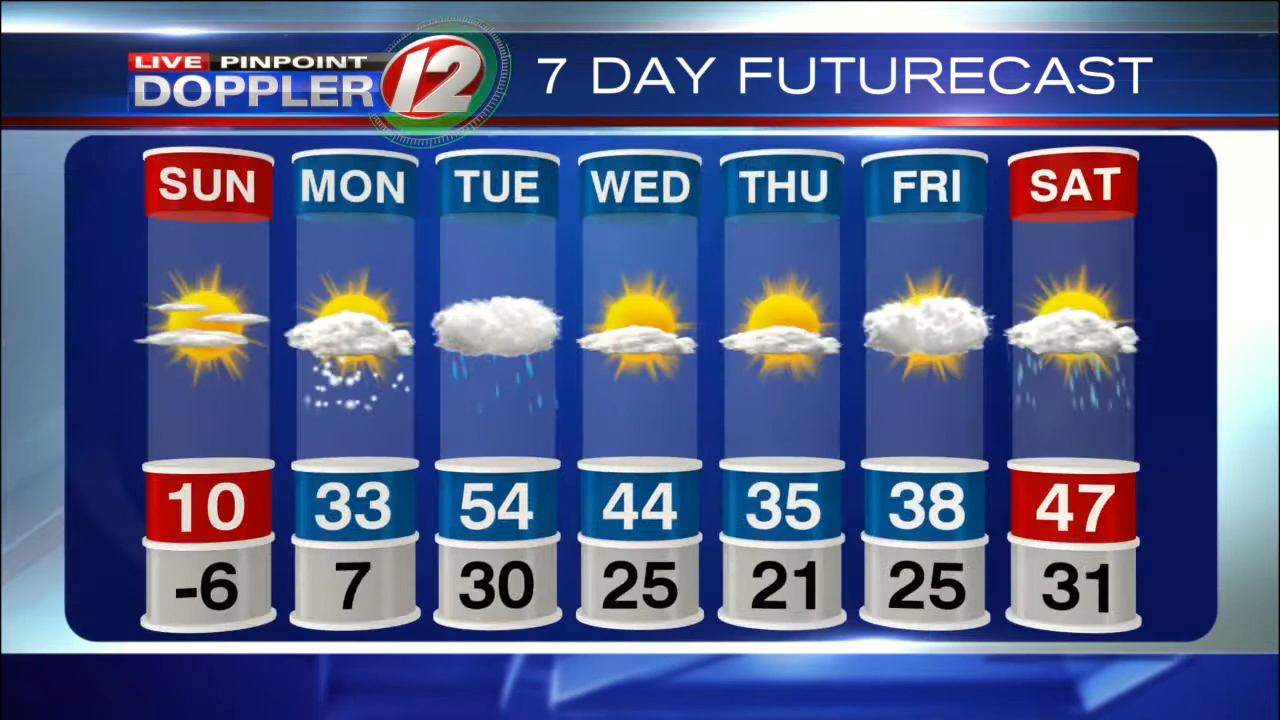 LIVE PINPOINT
DOPPLER 12
7 DAY FUTURECAST
SUN MON TUE WED THU FRI SAT
10 33 54 44 35 38 47
-6 7 30 25 21 25 31